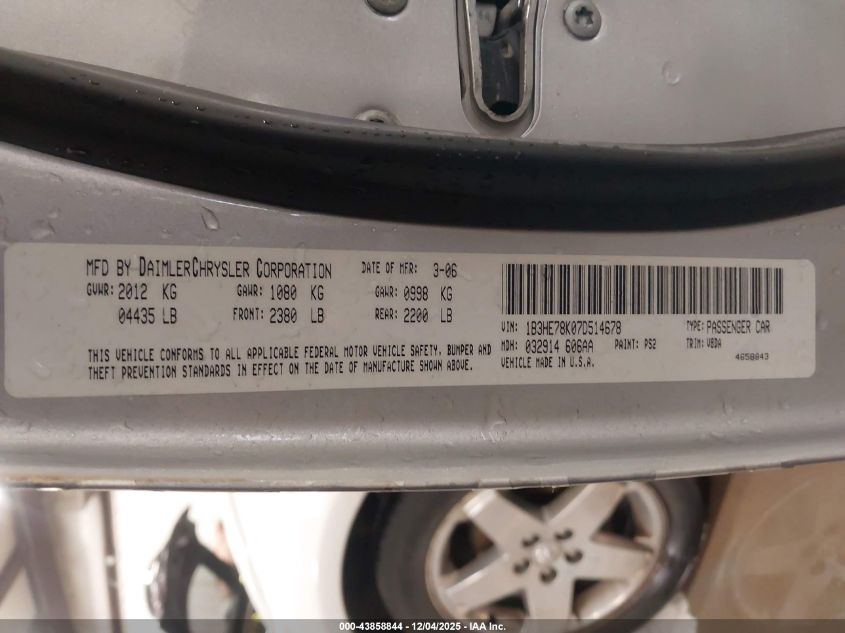 MFD BY DAIMLERCHRYSLER CORPORATION DATE OF MFR: 3-06
GVWR: 2012 KG GAWR: 1080 KG GAWR: 0998 KG
04435 LB FRONT: 2380 LB REAR: 2200 LB
THIS VEHICLE CONFORMS TO ALL APPLICABLE FEDERAL MOTOR VEHICLE SAFETY, BUMPER AND
THEFT PREVENTION STANDARDS IN EFFECT ON THE DATE OF MANUFACTURE SHOWN ABOVE.
VIN: 1B3HE78K07D514678 TYPE: PASSENGER CAR
MDH: 032914 606AA PAINT: PS2 TRIM: VBDA
VEHICLE MADE IN U.S.A. 4658843
000-43858844 - 12/04/2025 - IAA Inc.